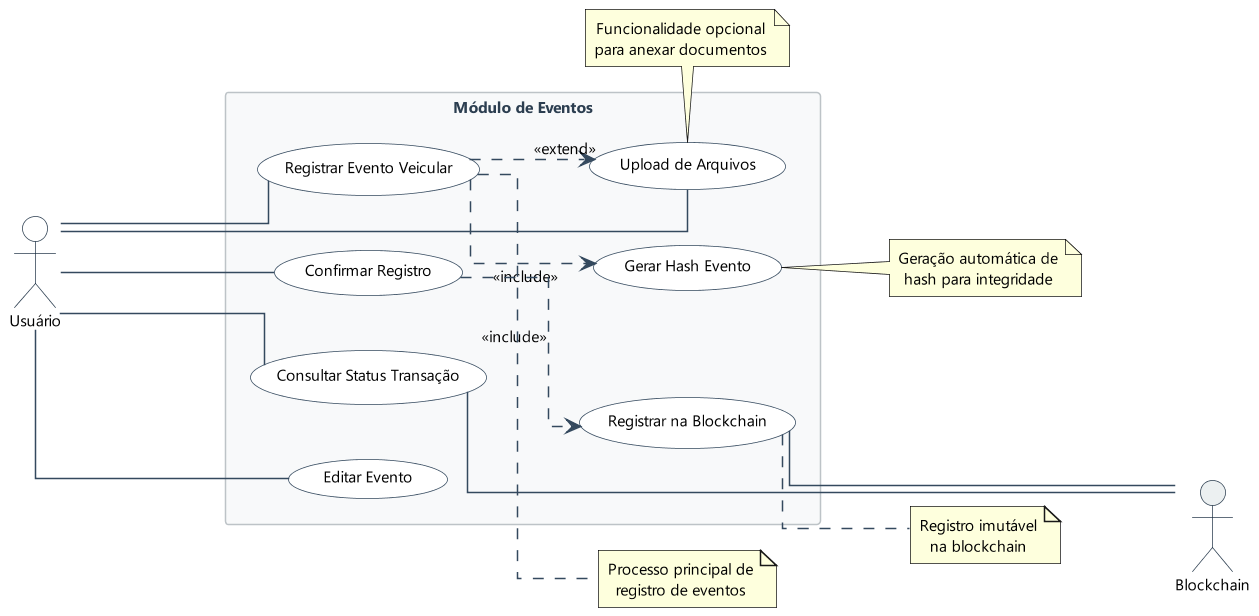 Funcionalidade opcional
para anexar documentos
Módulo de Eventos
Registrar Evento Veicular
«extend»
Upload de Arquivos
Usuário
Confirmar Registro
«include»
Gerar Hash Evento
Geração automática de
hash para integridade
«include»
Consultar Status Transação
Registrar na Blockchain
Editar Evento
Registro imutável
na blockchain
Blockchain
Processo principal de
registro de eventos